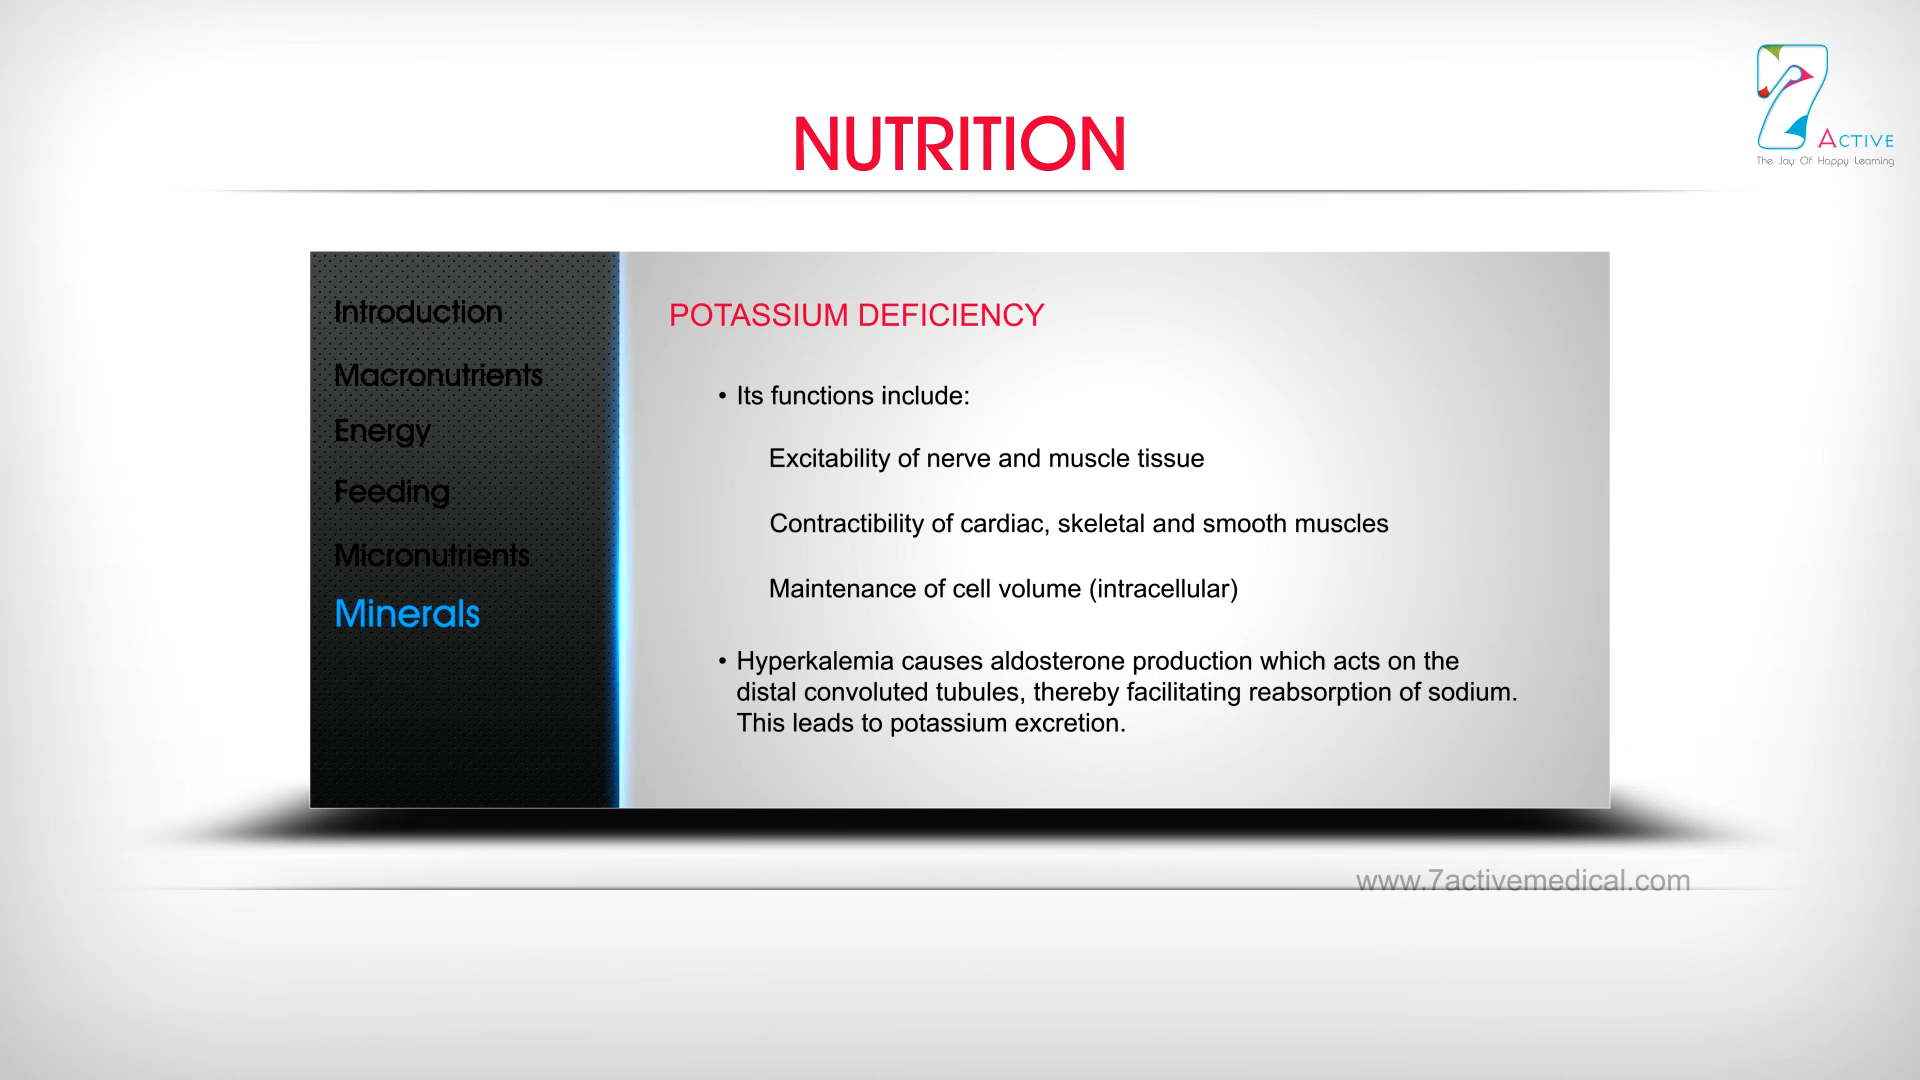 NUTRITION
7
ACTIVE
The Joy Of Happy Learning
Introduction
Macronutrients
Energy
Feeding
Micronutrients
Minerals
POTASSIUM DEFICIENCY
• Its functions include:
Excitability of nerve and muscle tissue
Contractibility of cardiac, skeletal and smooth muscles
Maintenance of cell volume (intracellular)
• Hyperkalemia causes aldosterone production which acts on the
distal convoluted tubules, thereby facilitating reabsorption of sodium.
This leads to potassium excretion.
www.7activemedical.com